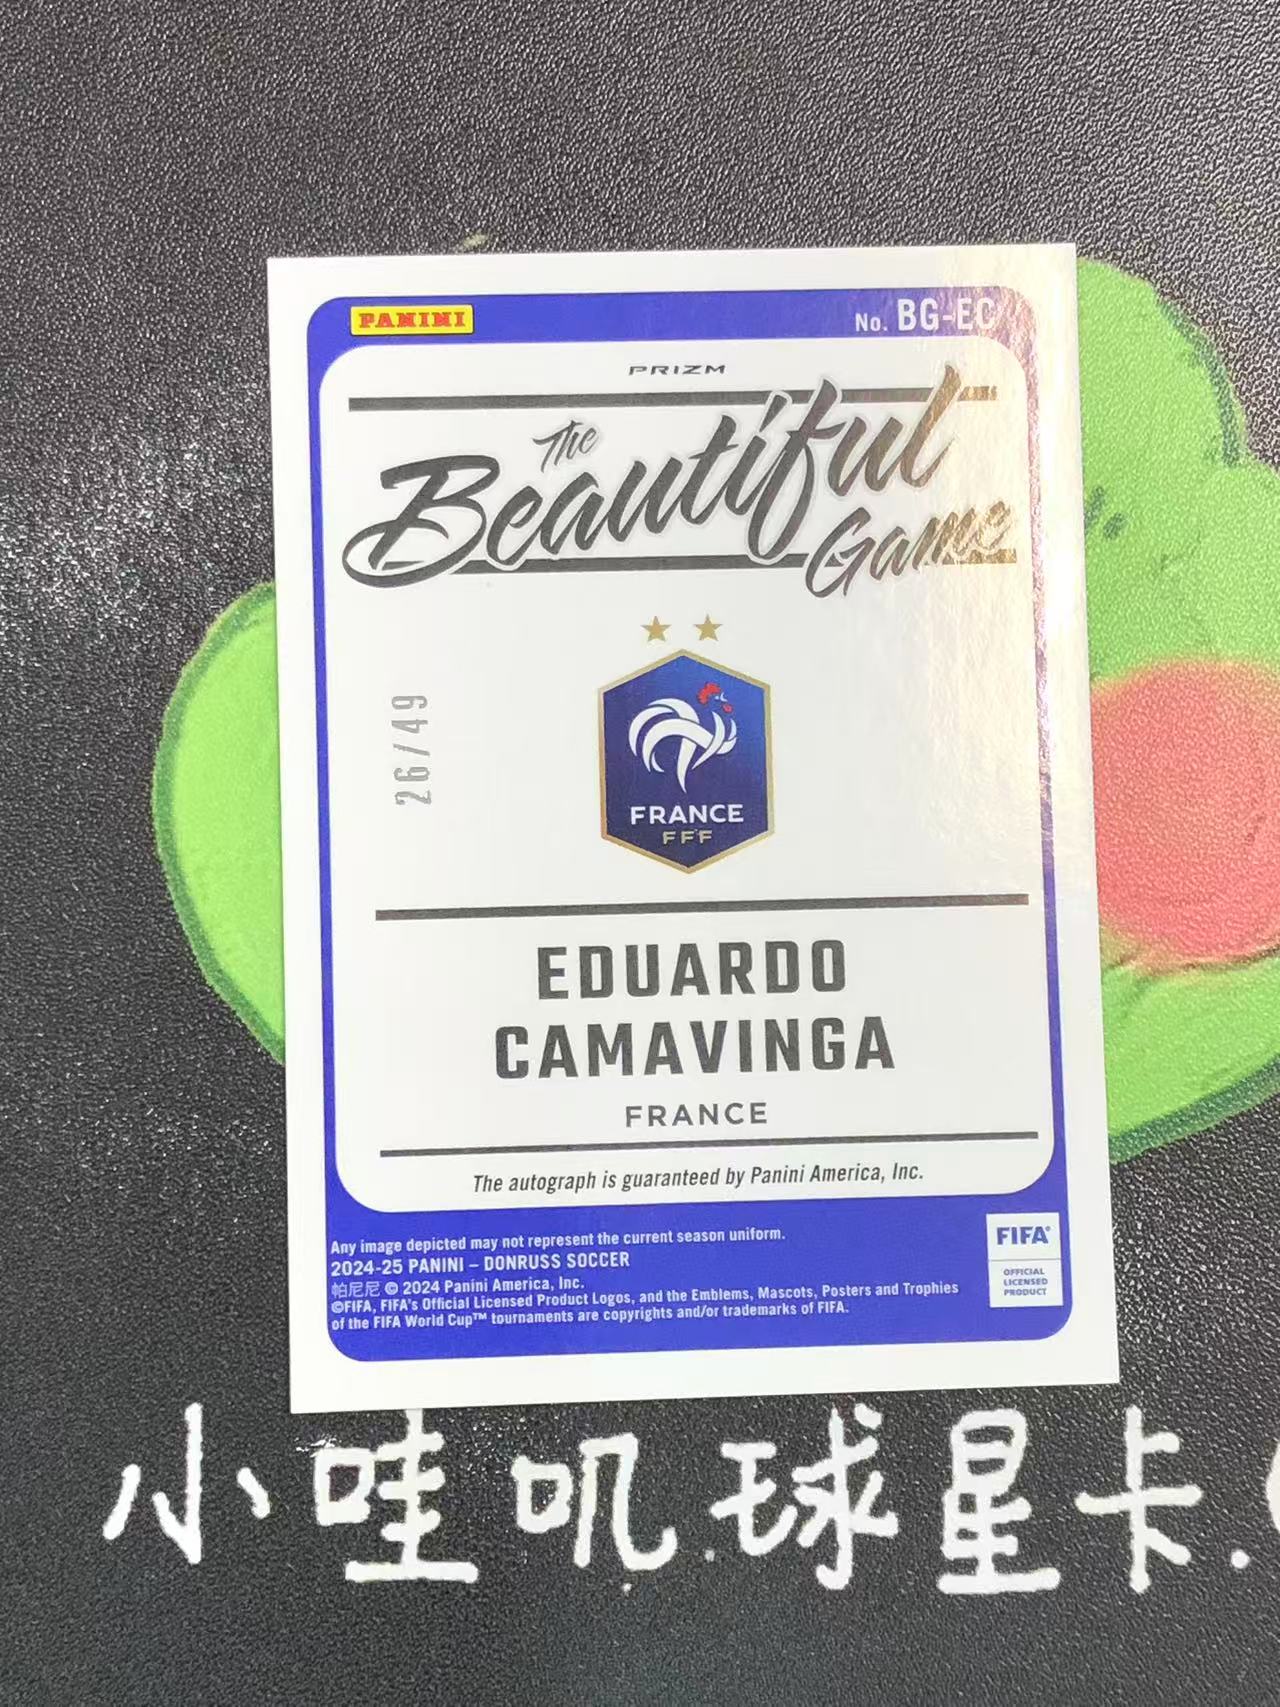 PANINI
No. BG-EC
PRIZM
The
Beautiful
Game
26/49
FRANCE
FFF
EDUARDO
CAMAVINGA
FRANCE
The autograph is guaranteed by Panini America, Inc.
Any image depicted may not represent the current season uniform.
2024-25 PANINI – DONRUSS SOCCER
帕尼尼 © 2024 Panini America, Inc.
©FIFA, FIFA's Official Licensed Product Logos, and the Emblems, Mascots, Posters and Trophies
of the FIFA World Cup™ tournaments are copyrights and/or trademarks of FIFA.
FIFA®
OFFICIAL
LICENSED
PRODUCT
小哇叽.球星卡.